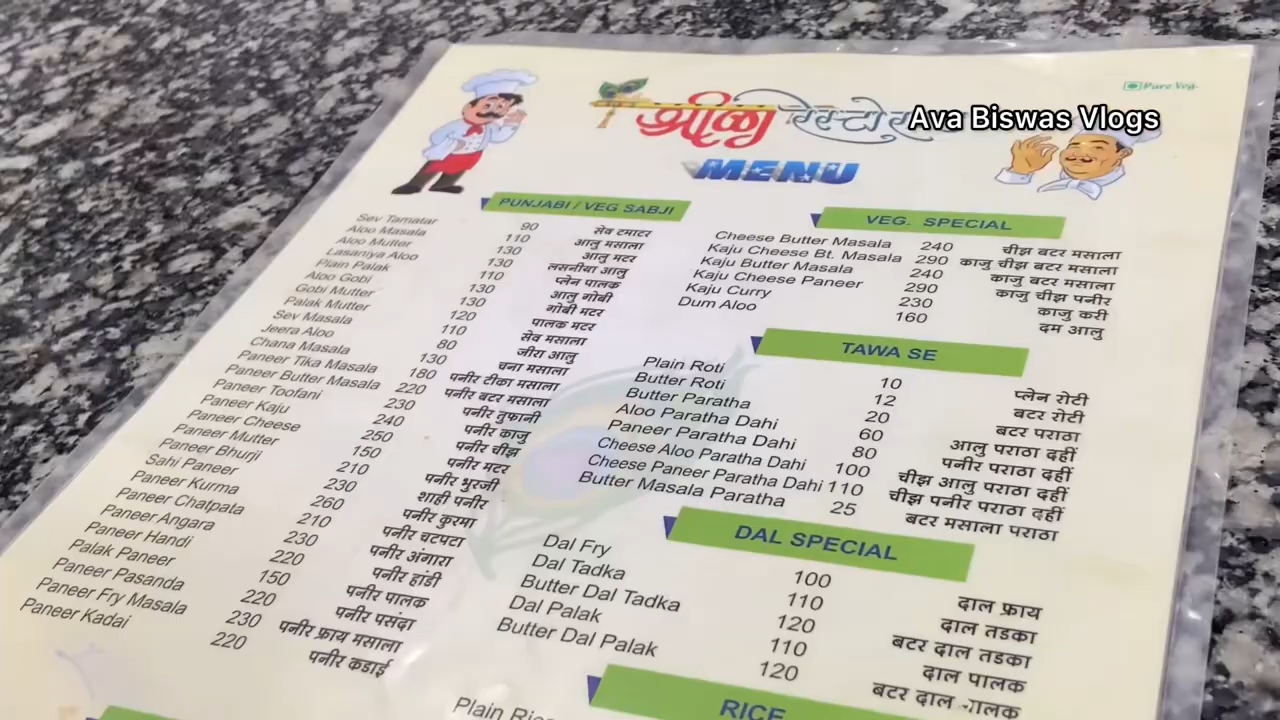 Pure Veg.
श्रीजी
Ava Biswas Vlogs
MENU
PUNJABI / VEG SABJI
Sev Tamatar 90 सेव टमाटर
Aloo Masala 110 आलु मसाला
Aloo Mutter 130 आलु मटर
Lasaniya Aloo 130 लसनीया आलु
Plain Palak 110 प्लेन पालक
Aloo Gobi 130 आलु गोबी
Gobi Mutter 130 गोबी मटर
Palak Mutter 120 पालक मटर
Sev Masala 110 सेव मसाला
Jeera Aloo 80 जीरा आलु
Chana Masala 130 चना मसाला
Paneer Tika Masala 180 पनीर टीका मसाला
Paneer Butter Masala 220 पनीर बटर मसाला
Paneer Toofani 230 पनीर तुफानी
Paneer Kaju 240 पनीर काजु
Paneer Cheese 250 पनीर चीझ
Paneer Mutter 150 पनीर मटर
Paneer Bhurji 210 पनीर भुरजी
Sahi Paneer 230 शाही पनीर
Paneer Kurma 260 पनीर कुरमा
Paneer Chatpata 210 पनीर चटपटा
Paneer Angara 230 पनीर अंगारा
Paneer Handi 220 पनीर हांडी
Palak Paneer 150 पनीर पालक
Paneer Pasanda 220 पनीर पसंदा
Paneer Fry Masala 230 पनीर फ्राय मसाला
Paneer Kadai 220 पनीर कडाई
VEG. SPECIAL
Cheese Butter Masala 240 चीझ बटर मसाला
Kaju Cheese Bt. Masala 290 काजु चीझ बटर मसाला
Kaju Butter Masala 240 काजु बटर मसाला
Kaju Cheese Paneer 290 काजु चीझ पनीर
Kaju Curry 230 काजु करी
Dum Aloo 160 दम आलु
TAWA SE
Plain Roti 10 प्लेन रोटी
Butter Roti 12 बटर रोटी
Butter Paratha 20 बटर पराठा
Aloo Paratha Dahi 60 आलु पराठा दहीं
Paneer Paratha Dahi 80 पनीर पराठा दहीं
Cheese Aloo Paratha Dahi 100 चीझ आलु पराठा दहीं
Cheese Paneer Paratha Dahi 110 चीझ पनीर पराठा दहीं
Butter Masala Paratha 25 बटर मसाला पराठा
DAL SPECIAL
Dal Fry 100 दाल फ्राय
Dal Tadka 110 दाल तडका
Butter Dal Tadka 120 बटर दाल तडका
Dal Palak 110 दाल पालक
Butter Dal Palak 120 बटर दाल पालक
RICE
Plain Rice